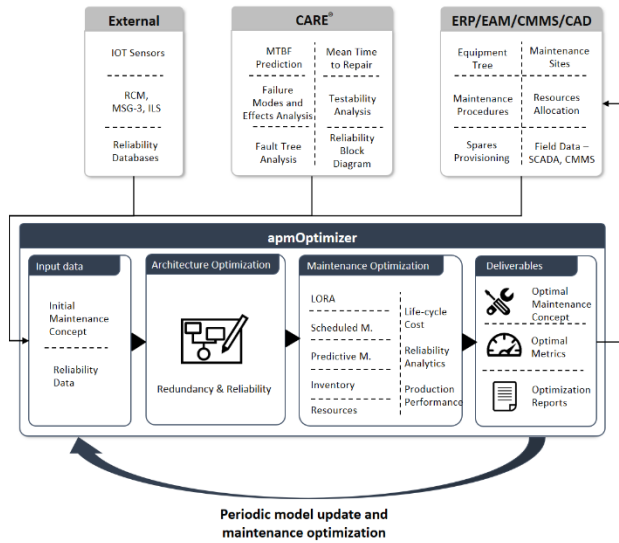 External
IOT Sensors
RCM,
MSG-3, ILS
Reliability
Databases
CARE®
MTBF
Prediction
Mean Time
to Repair
Failure
Modes and
Effects Analysis
Testability
Analysis
Fault Tree
Analysis
Reliability
Block
Diagram
ERP/EAM/CMMS/CAD
Equipment
Tree
Maintenance
Sites
Maintenance
Procedures
Resources
Allocation
Spares
Provisioning
Field Data –
SCADA, CMMS
apmOptimizer
Input data
Initial
Maintenance
Concept
Reliability
Data
Architecture Optimization
Redundancy & Reliability
Maintenance Optimization
LORA
Scheduled M.
Predictive M.
Inventory
Resources
Life-cycle
Cost
Reliability
Analytics
Production
Performance
Deliverables
Optimal
Maintenance
Concept
Optimal
Metrics
Optimization
Reports
Periodic model update and
maintenance optimization